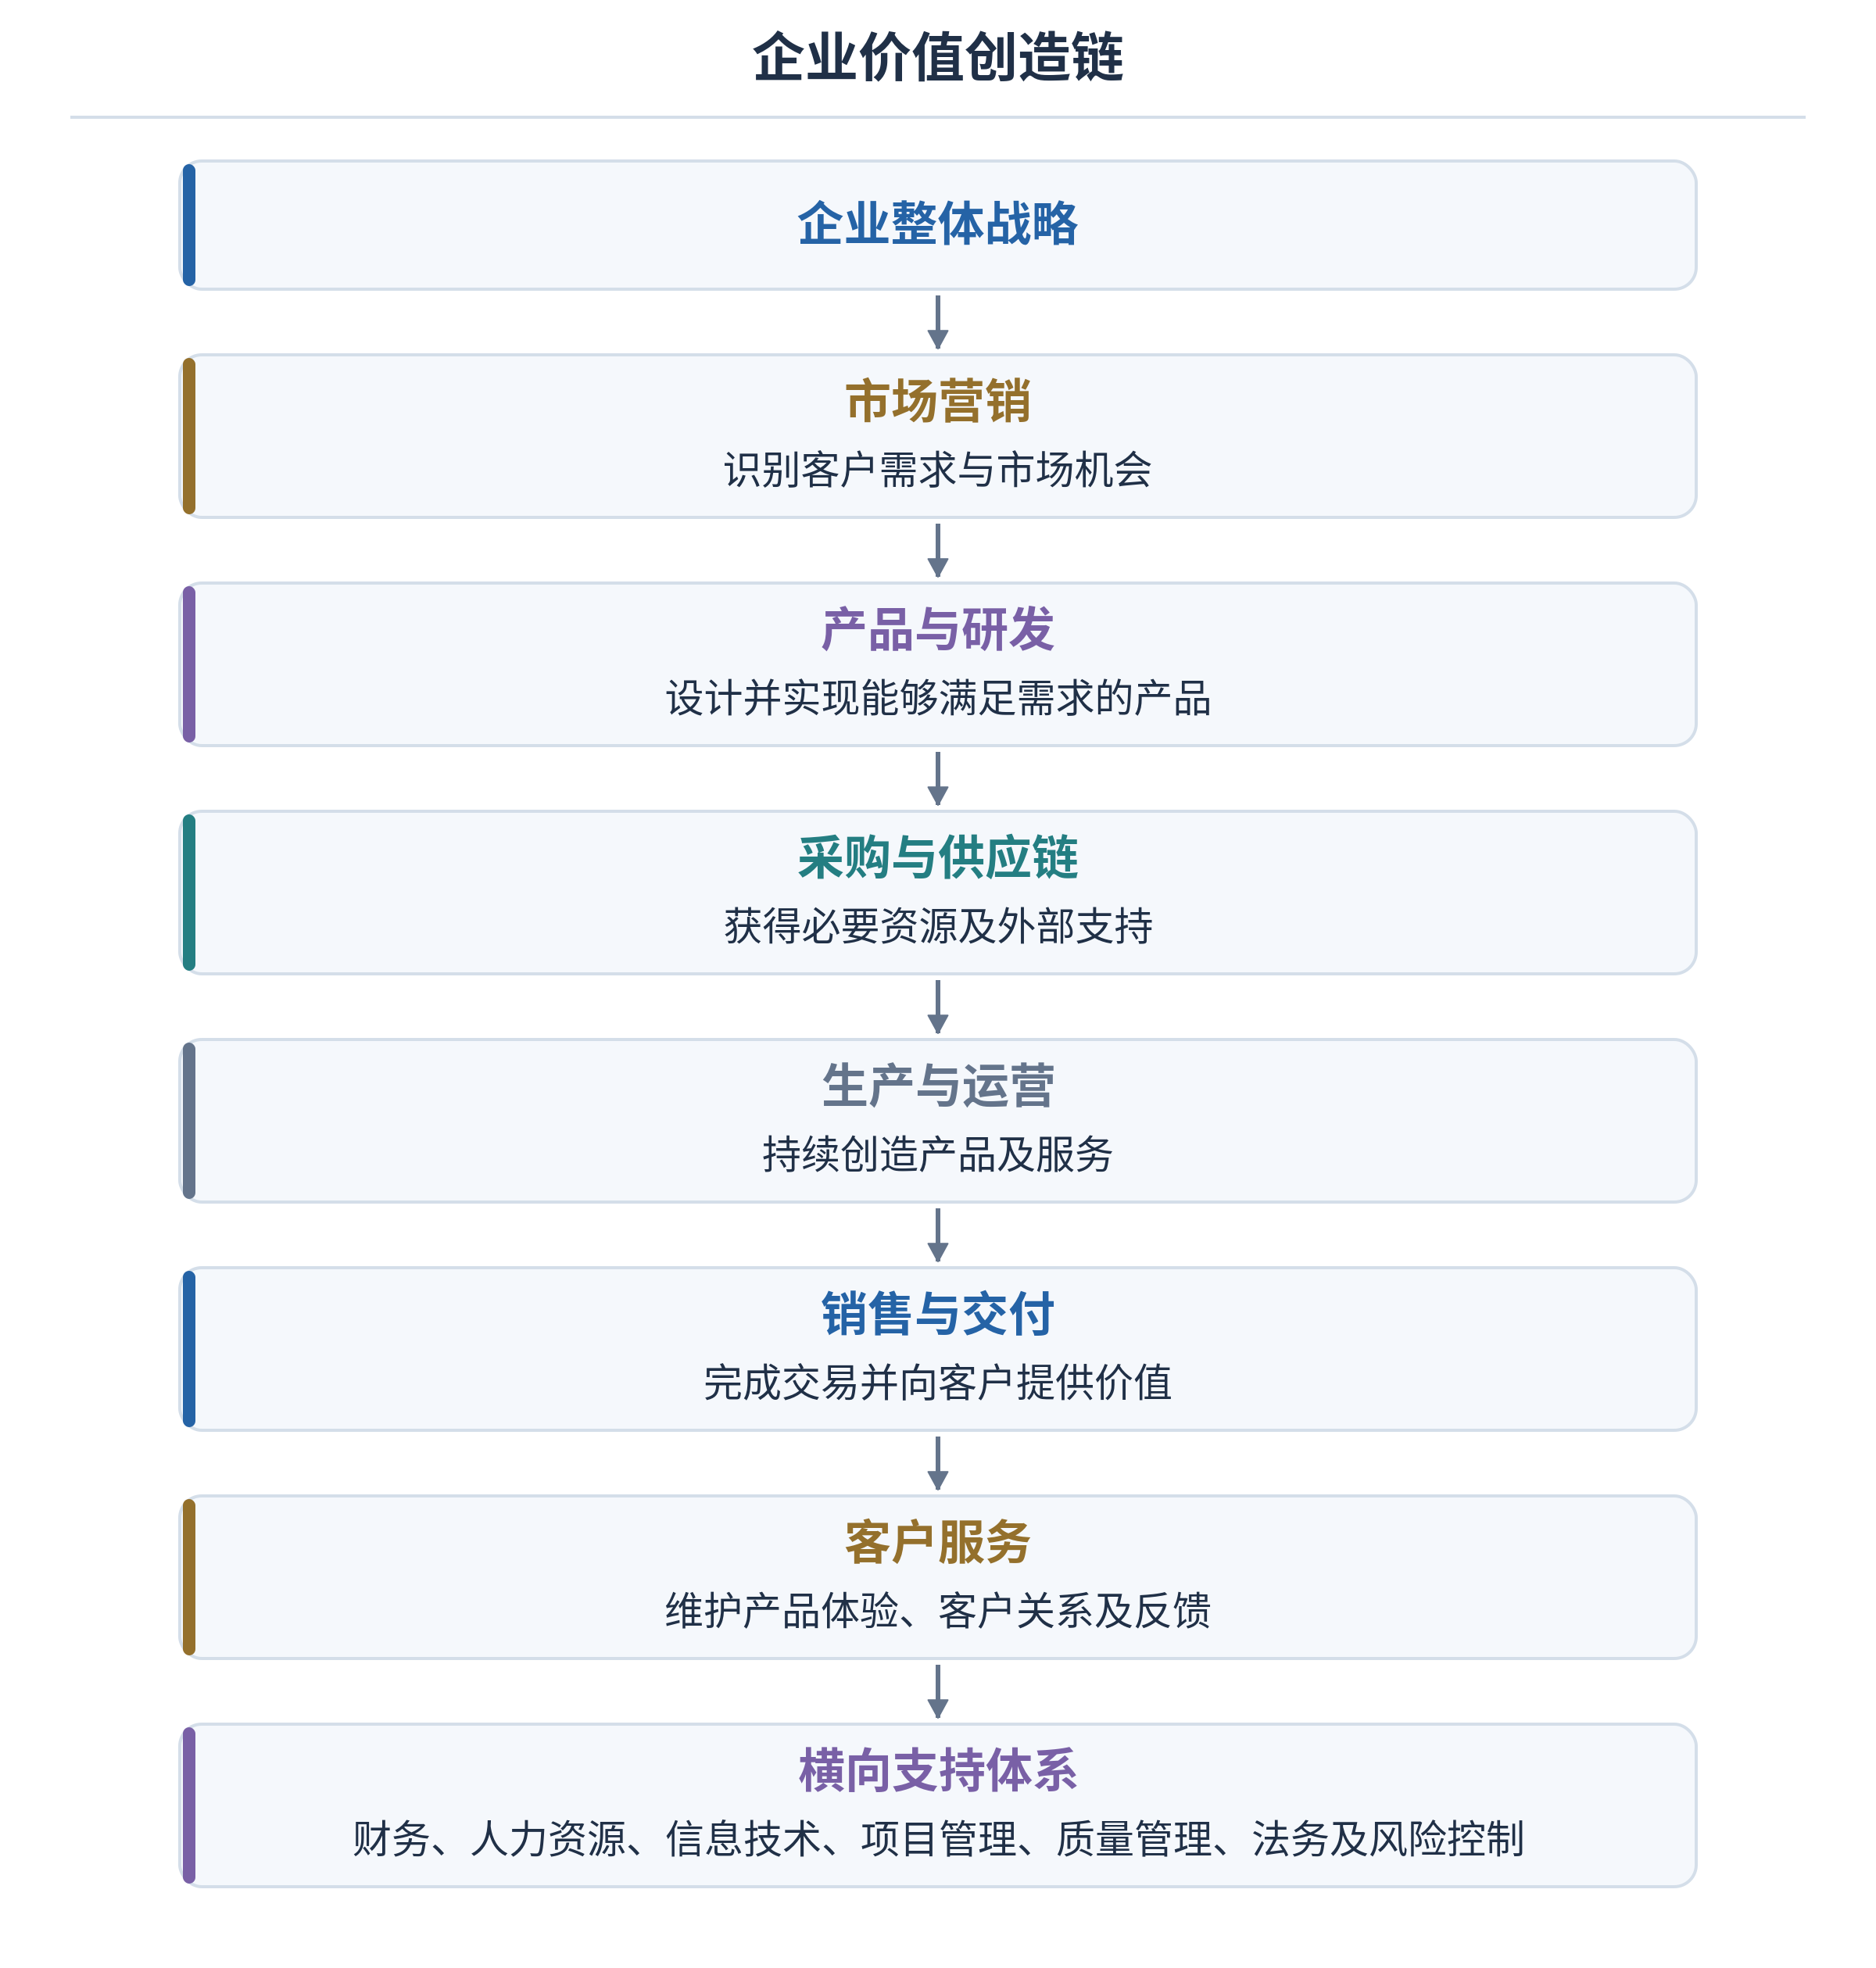 企业价值创造链
企业整体战略
市场营销
识别客户需求与市场机会
产品与研发
设计并实现能够满足需求的产品
采购与供应链
获得必要资源及外部支持
生产与运营
持续创造产品及服务
销售与交付
完成交易并向客户提供价值
客户服务
维护产品体验、客户关系及反馈
横向支持体系
财务、人力资源、信息技术、项目管理、质量管理、法务及风险控制